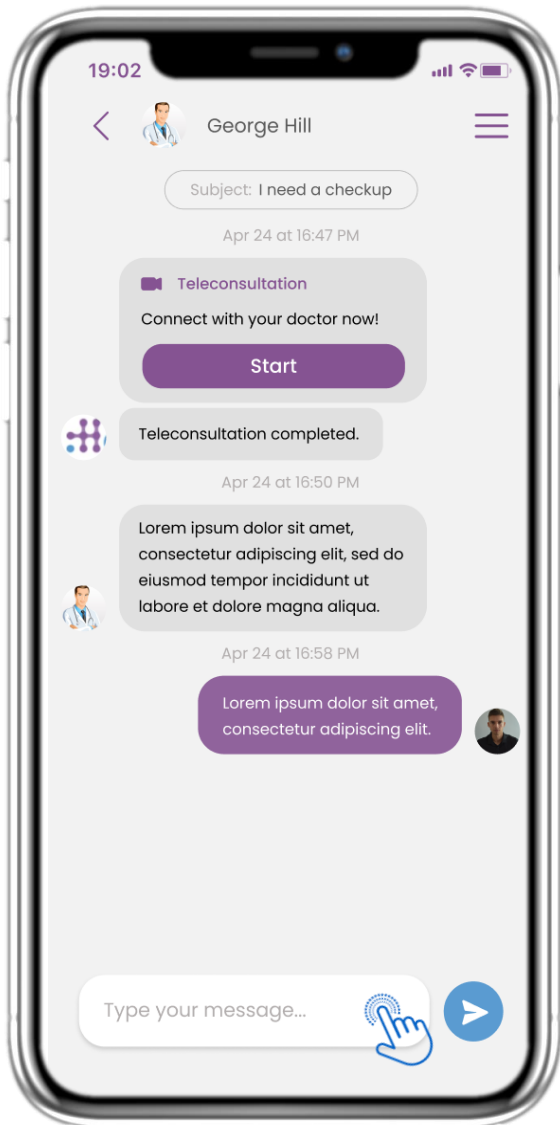 19:02
George Hill
Subject: I need a checkup
Apr 24 at 16:47 PM
Teleconsultation
Connect with your doctor now!
Start
Teleconsultation completed.
Apr 24 at 16:50 PM
Lorem ipsum dolor sit amet,
consectetur adipiscing elit, sed do
eiusmod tempor incididunt ut
labore et dolore magna aliqua.
Apr 24 at 16:58 PM
Lorem ipsum dolor sit amet,
consectetur adipiscing elit.
Type your message...